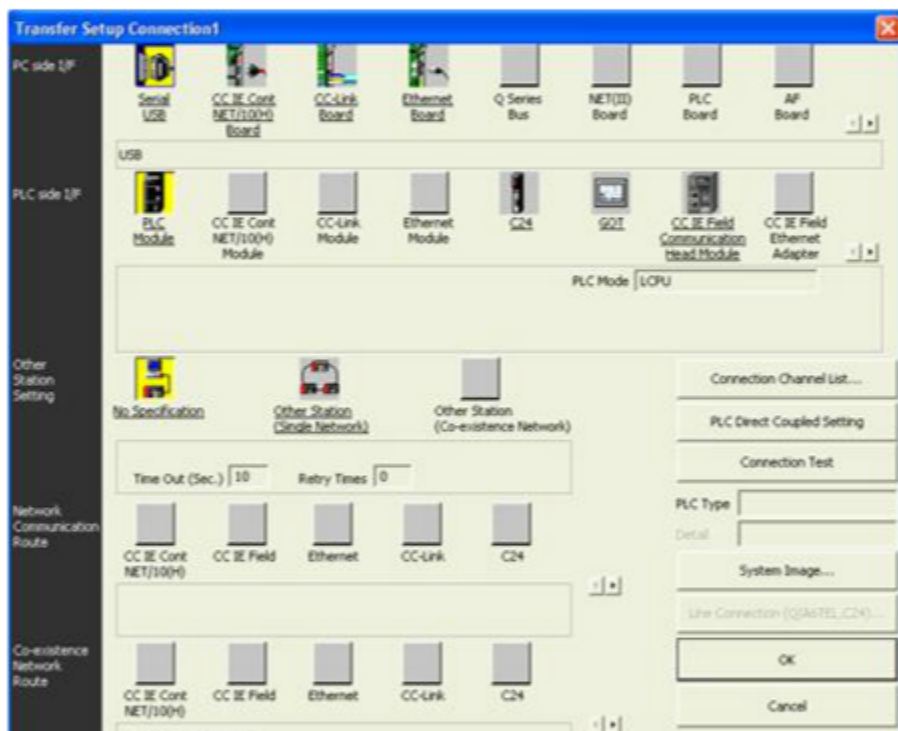 Transfer Setup Connection1
PC side I/F
Serial
USB
CC IE Cont
NET/10(H)
Board
CC-Link
Board
Ethernet
Board
Q Series
Bus
NET(II)
Board
PLC
Board
AF
Board
USB
PLC side I/F
PLC
Module
CC IE Cont
NET/10(H)
Module
CC-Link
Module
Ethernet
Module
C24
GOT
CC IE Field
Communication
Head Module
CC IE Field
Ethernet
Adapter
PLC Mode LCPU
Other
Station
Setting
No Specification
Other Station
(Single Network)
Other Station
(Co-existence Network)
Time Out (Sec.) 10 Retry Times 0
Connection Channel List...
PLC Direct Coupled Setting
Connection Test
PLC Type
Detail
System Image...
Line Connection (Q/A6TEL,C24)...
OK
Cancel
Network
Communication
Route
CC IE Cont
NET/10(H)
CC IE Field
Ethernet
CC-Link
C24
Co-existence
Network
Route
CC IE Cont
NET/10(H)
CC IE Field
Ethernet
CC-Link
C24